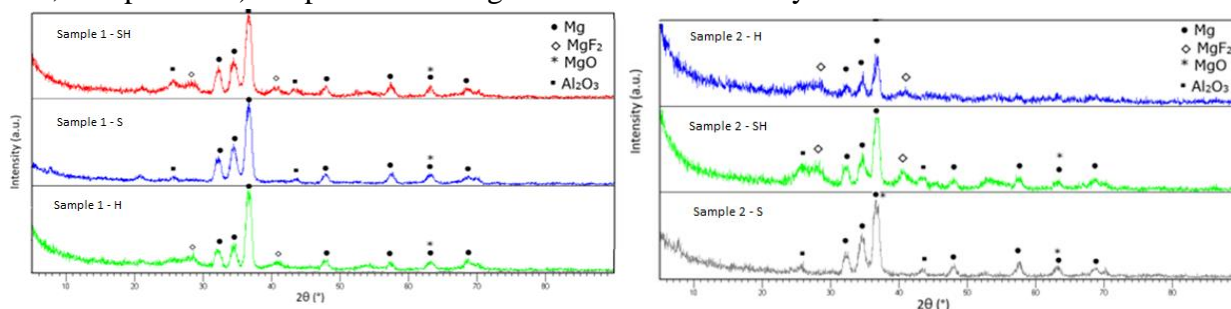 Sample 1 - SH
● Mg
◇ MgF₂
* MgO
▪ Al₂O₃
Sample 1 - S
Sample 1 - H
Intensity (a.u.)
10 20 30 40 50 60 70 80
2θ (°)
Sample 2 - H
● Mg
◇ MgF₂
* MgO
▪ Al₂O₃
Sample 2 - SH
Sample 2 - S
Intensity (a.u.)
10 20 30 40 50 60 70 80
2θ (°)